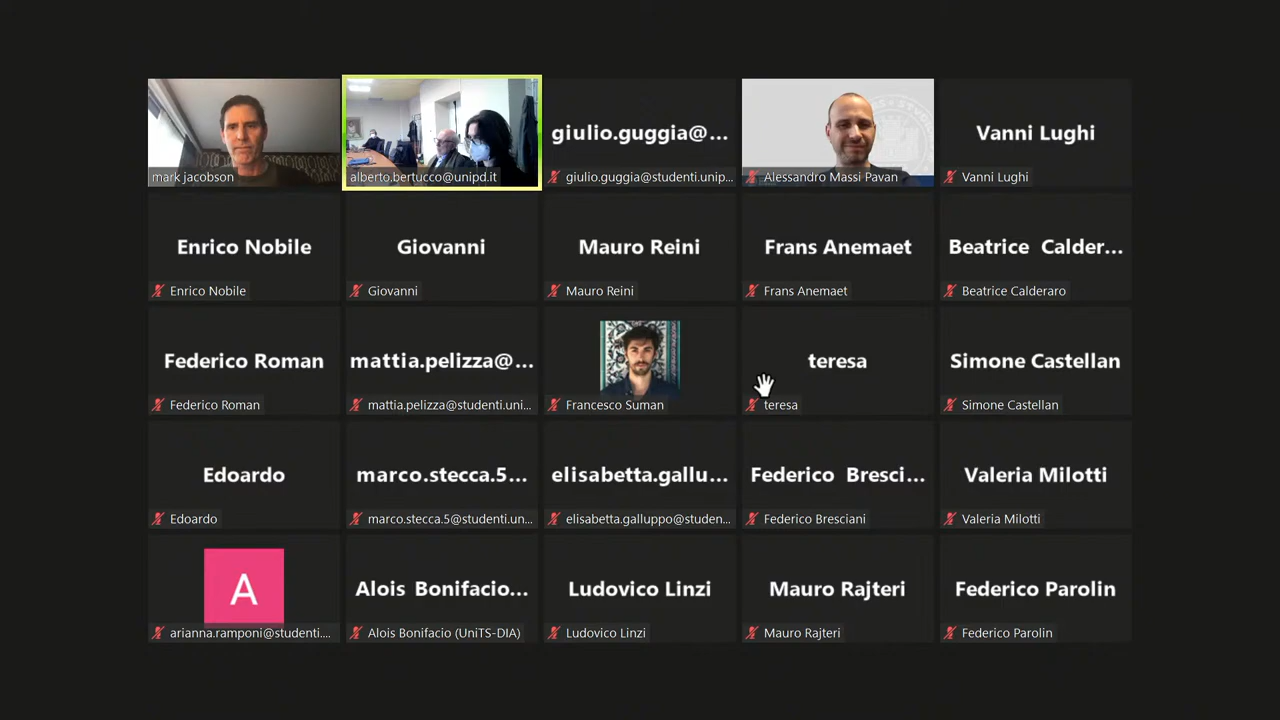 mark jacobson
alberto.bertucco@unipd.it
giulio.guggia@...
giulio.guggia@studenti.unip...
Alessandro Massi Pavan
Vanni Lughi
Vanni Lughi
Enrico Nobile
Enrico Nobile
Giovanni
Giovanni
Mauro Reini
Mauro Reini
Frans Anemaet
Frans Anemaet
Beatrice Calder...
Beatrice Calderaro
Federico Roman
Federico Roman
mattia.pelizza@...
mattia.pelizza@studenti.uni...
Francesco Suman
teresa
teresa
Simone Castellan
Simone Castellan
Edoardo
Edoardo
marco.stecca.5...
marco.stecca.5@studenti.un...
elisabetta.gallu...
elisabetta.galluppo@studen...
Federico Bresci...
Federico Bresciani
Valeria Milotti
Valeria Milotti
A
arianna.ramponi@studenti....
Alois Bonifacio...
Alois Bonifacio (UniTS-DIA)
Ludovico Linzi
Ludovico Linzi
Mauro Rajteri
Mauro Rajteri
Federico Parolin
Federico Parolin